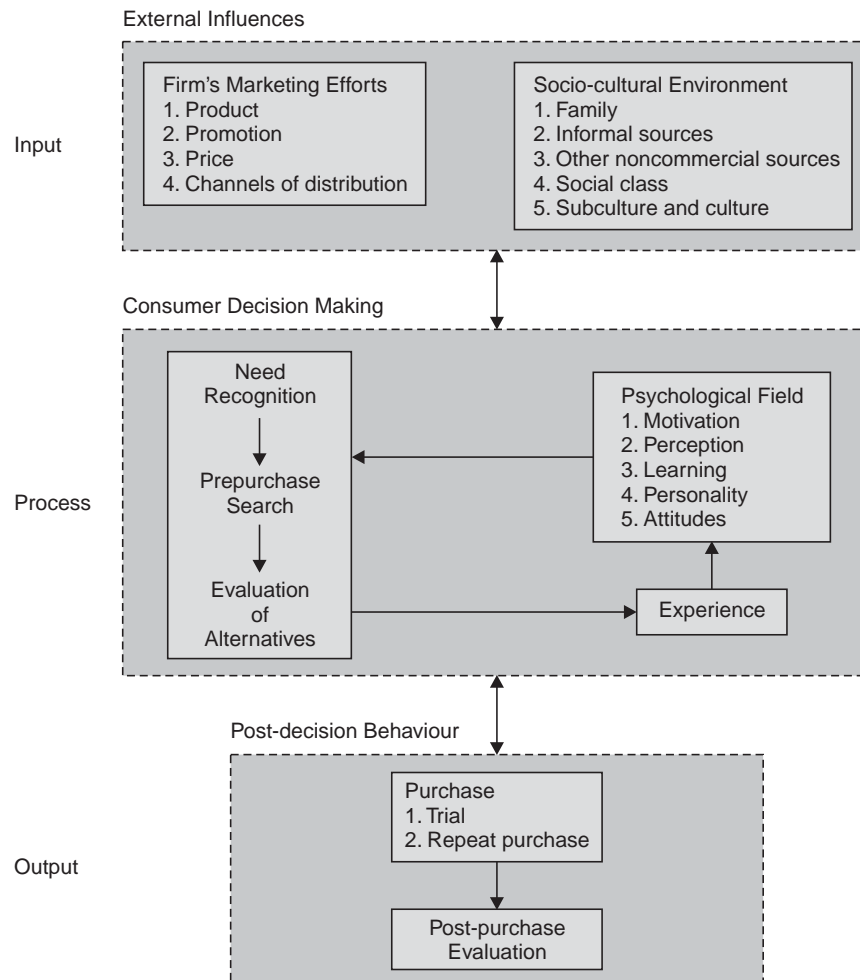 External Influences
Input
Firm's Marketing Efforts
1. Product
2. Promotion
3. Price
4. Channels of distribution
Socio-cultural Environment
1. Family
2. Informal sources
3. Other noncommercial sources
4. Social class
5. Subculture and culture
Consumer Decision Making
Process
Need
Recognition
Prepurchase
Search
Evaluation
of
Alternatives
Psychological Field
1. Motivation
2. Perception
3. Learning
4. Personality
5. Attitudes
Experience
Post-decision Behaviour
Output
Purchase
1. Trial
2. Repeat purchase
Post-purchase
Evaluation